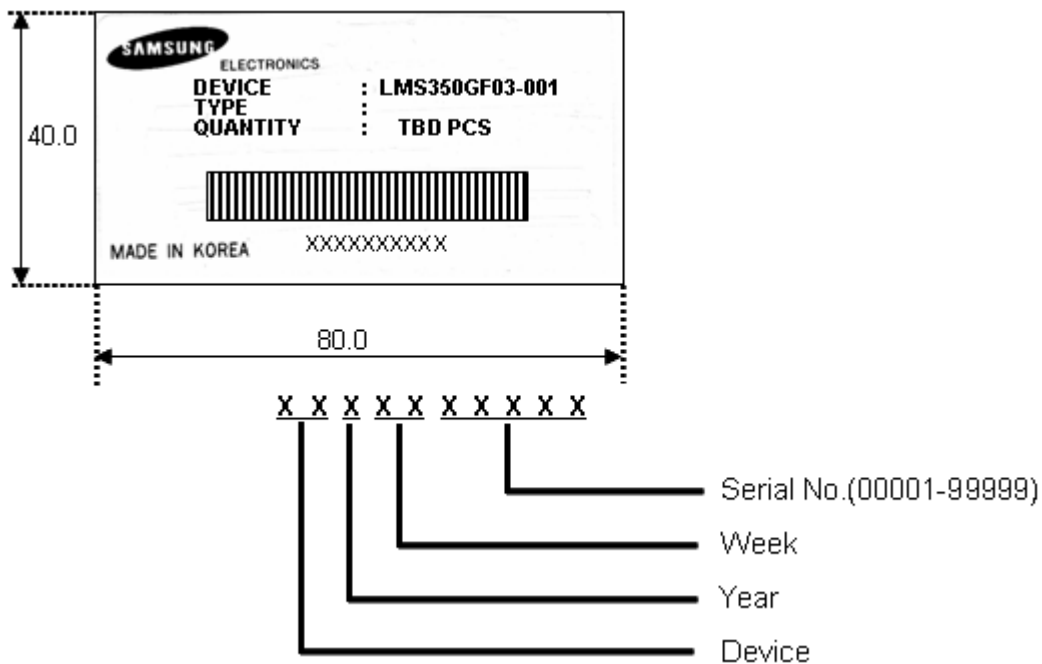 SAMSUNG
ELECTRONICS
DEVICE : LMS350GF03-001
TYPE :
QUANTITY : TBD PCS
40.0
MADE IN KOREA XXXXXXXXXX
80.0
X X X X X X X X X X
Serial No.(00001-99999)
Week
Year
Device